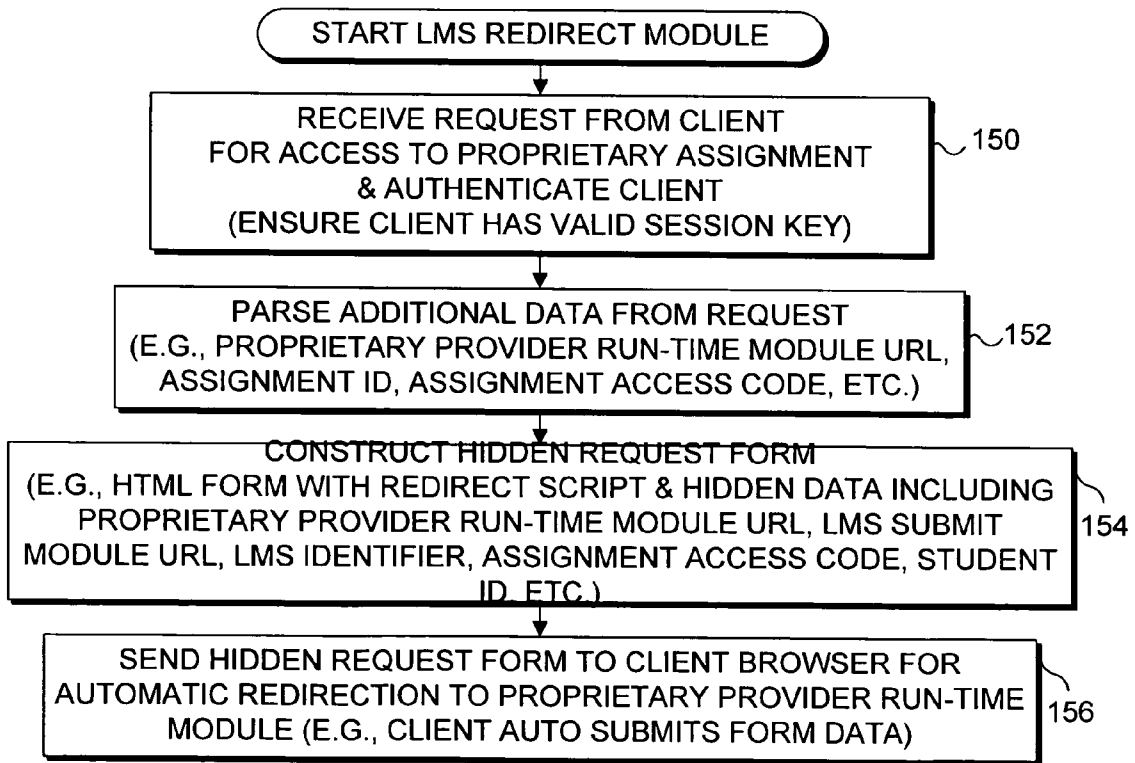 START LMS REDIRECT MODULE
RECEIVE REQUEST FROM CLIENT
FOR ACCESS TO PROPRIETARY ASSIGNMENT
& AUTHENTICATE CLIENT
(ENSURE CLIENT HAS VALID SESSION KEY)
150
PARSE ADDITIONAL DATA FROM REQUEST
(E.G., PROPRIETARY PROVIDER RUN-TIME MODULE URL,
ASSIGNMENT ID, ASSIGNMENT ACCESS CODE, ETC.)
152
CONSTRUCT HIDDEN REQUEST FORM
(E.G., HTML FORM WITH REDIRECT SCRIPT & HIDDEN DATA INCLUDING
PROPRIETARY PROVIDER RUN-TIME MODULE URL, LMS SUBMIT
MODULE URL, LMS IDENTIFIER, ASSIGNMENT ACCESS CODE, STUDENT
ID, ETC.)
154
SEND HIDDEN REQUEST FORM TO CLIENT BROWSER FOR
AUTOMATIC REDIRECTION TO PROPRIETARY PROVIDER RUN-TIME
MODULE (E.G., CLIENT AUTO SUBMITS FORM DATA)
156